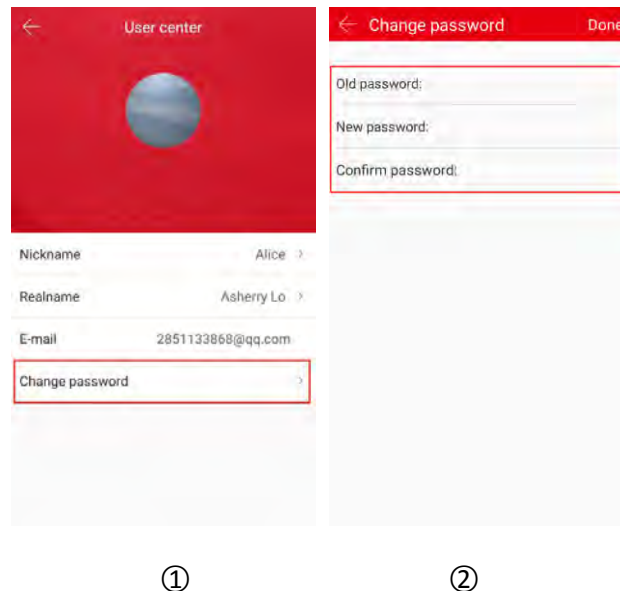 User center
Nickname Alice
Realname Asherry Lo
E-mail 2851133868@qq.com
Change password
Change password Done
Old password:
New password:
Confirm password:
① ②